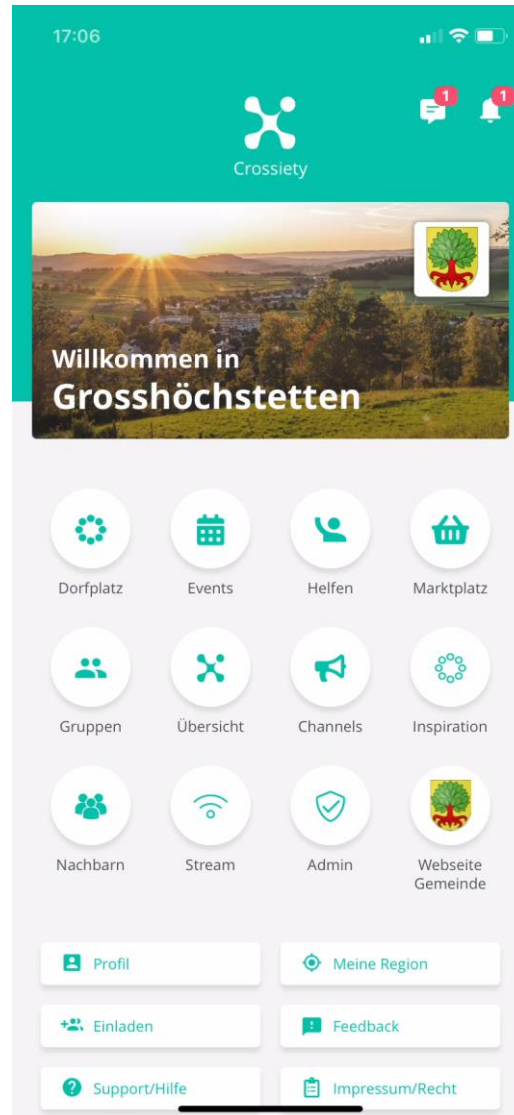 17:06
1
1
Crossiety
Willkommen in
Grosshöchstetten
Dorfplatz
Events
Helfen
Marktplatz
Gruppen
Übersicht
Channels
Inspiration
Nachbarn
Stream
Admin
Webseite
Gemeinde
Profil
Meine Region
Einladen
Feedback
Support/Hilfe
Impressum/Recht